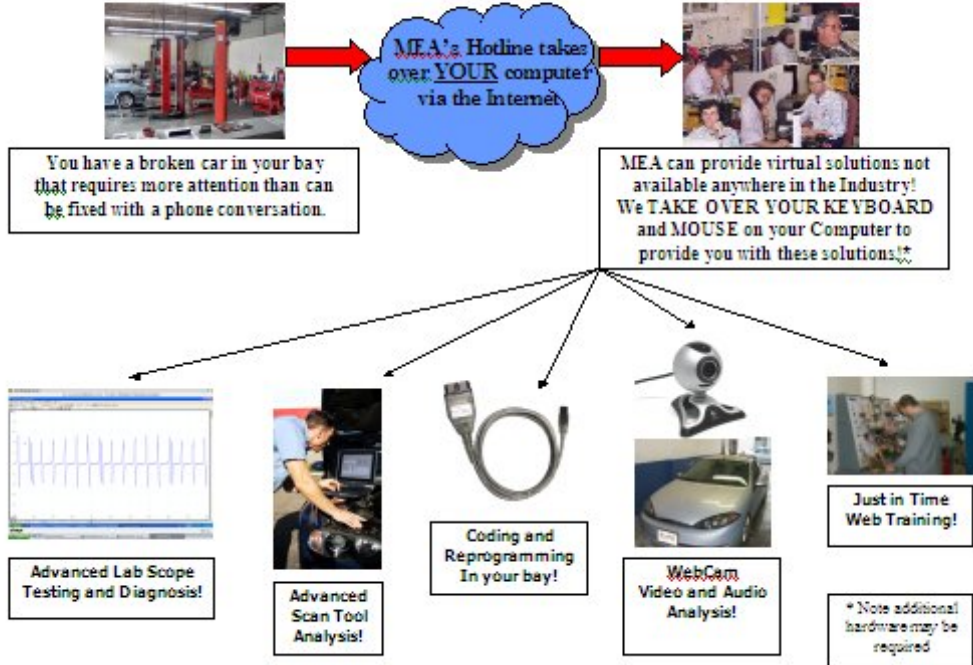 MEA's Hotline takes
over YOUR computer
via the Internet
You have a broken car in your bay
that requires more attention than can
be fixed with a phone conversation.
MEA can provide virtual solutions not
available anywhere in the Industry!
We TAKE OVER YOUR KEYBOARD
and MOUSE on your Computer to
provide you with these solutions!*
Advanced Lab Scope
Testing and Diagnosis!
Advanced
Scan Tool
Analysis!
Coding and
Reprogramming
In your bay!
WebCam
Video and Audio
Analysis!
Just in Time
Web Training!
* Note additional
hardware may be
required